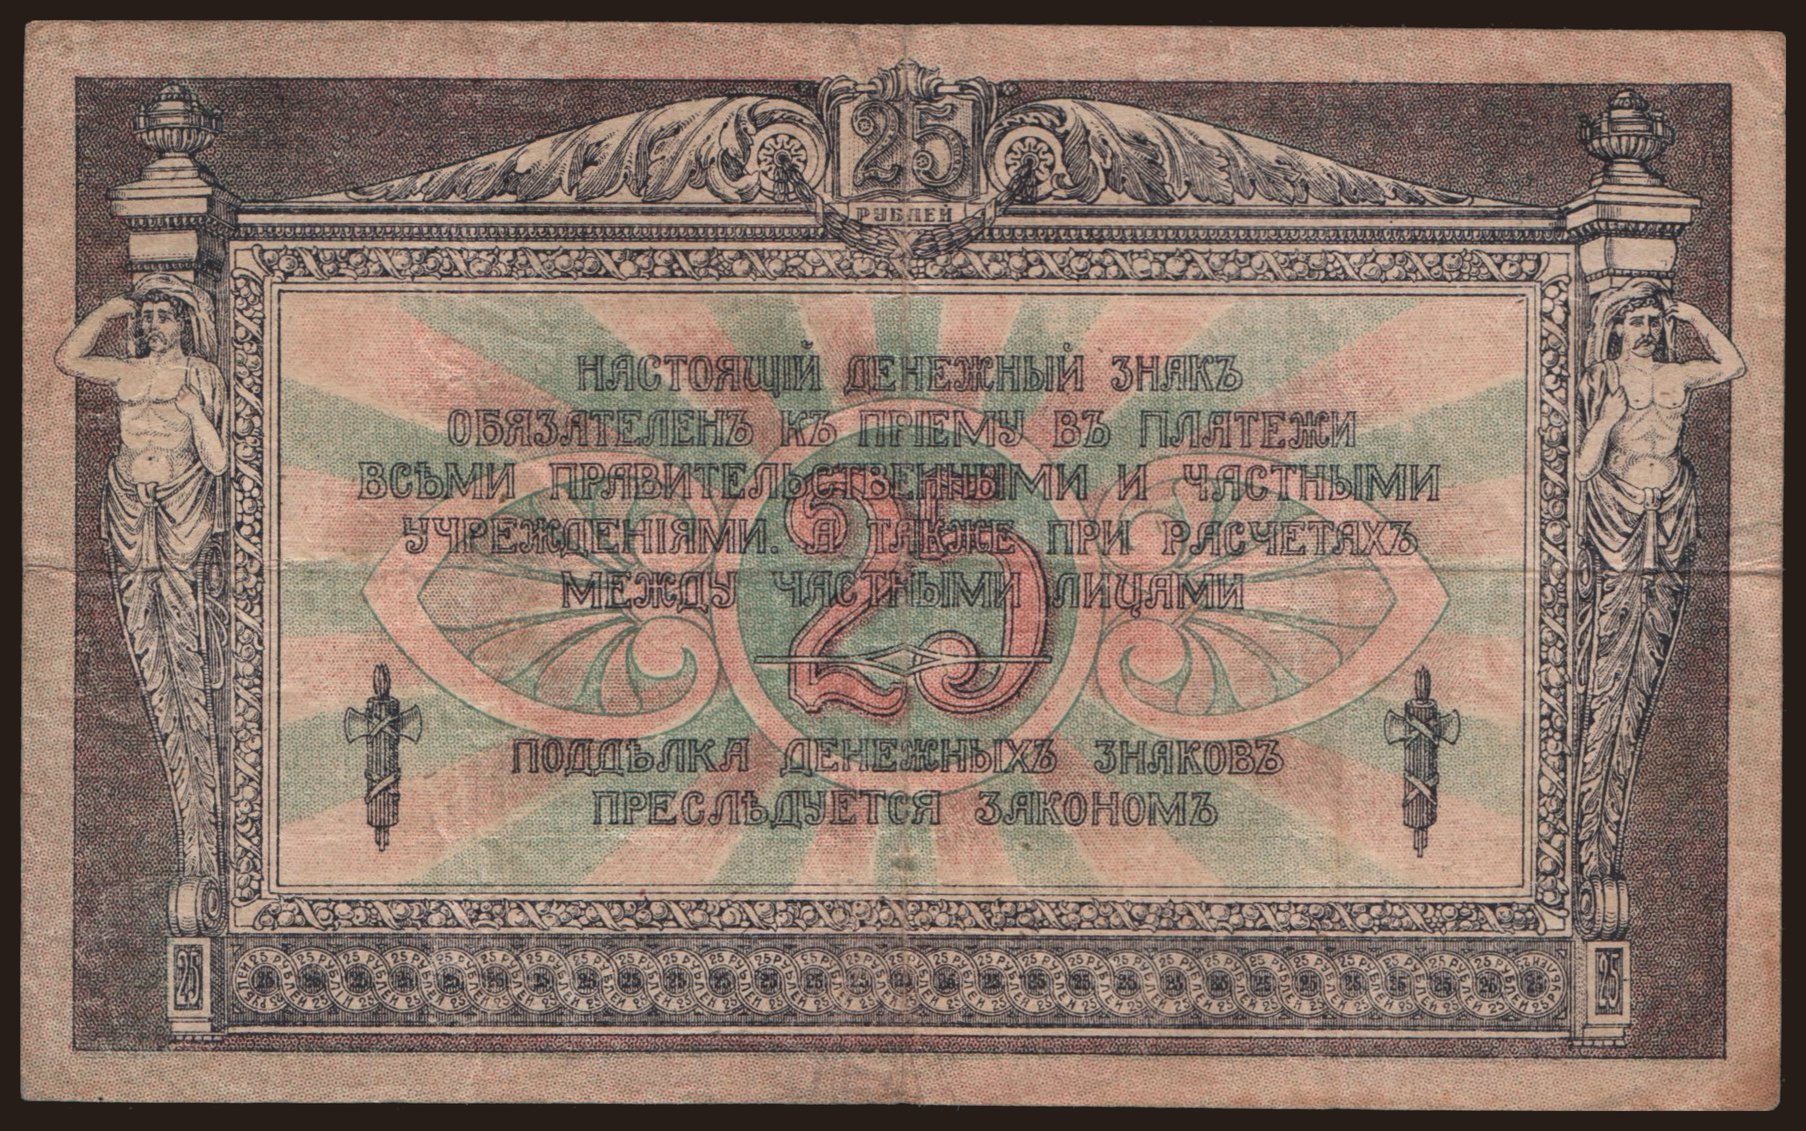 25
РУБЛЕЙ
НАСТОЯЩІЙ ДЕНЕЖНЫЙ ЗНАКЪ
ОБЯЗАТЕЛЕНЪ КЪ ПРІЕМУ ВЪ ПЛАТЕЖИ
ВСѢМИ ПРАВИТЕЛЬСТВЕННЫМИ И ЧАСТНЫМИ
УЧРЕЖДЕНІЯМИ. А ТАКЖЕ ПРИ РАСЧЕТАХЪ
МЕЖДУ ЧАСТНЫМИ ЛИЦАМИ
25
ПОДДѢЛКА ДЕНЕЖНЫХЪ ЗНАКОВЪ
ПРЕСЛѢДУЕТСЯ ЗАКОНОМЪ
25 25